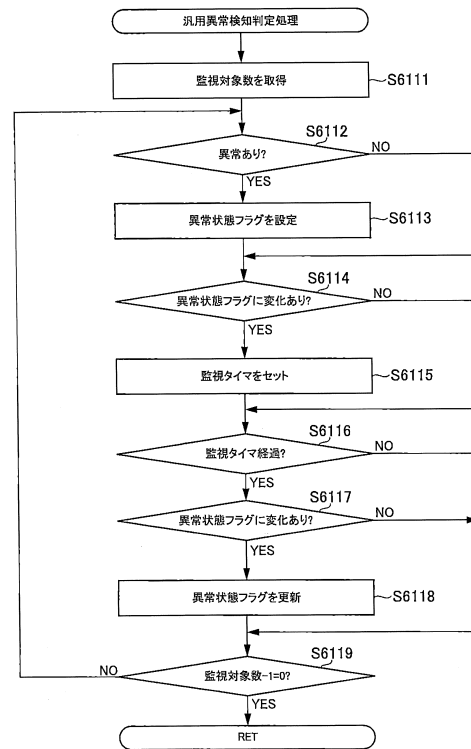 汎用異常検知判定処理
監視対象数を取得
S6111
異常あり?
S6112
NO
YES
異常状態フラグを設定
S6113
異常状態フラグに変化あり?
S6114
NO
YES
監視タイマをセット
S6115
監視タイマ経過?
S6116
NO
YES
異常状態フラグに変化あり?
S6117
NO
YES
異常状態フラグを更新
S6118
監視対象数-1=0?
S6119
NO
YES
RET